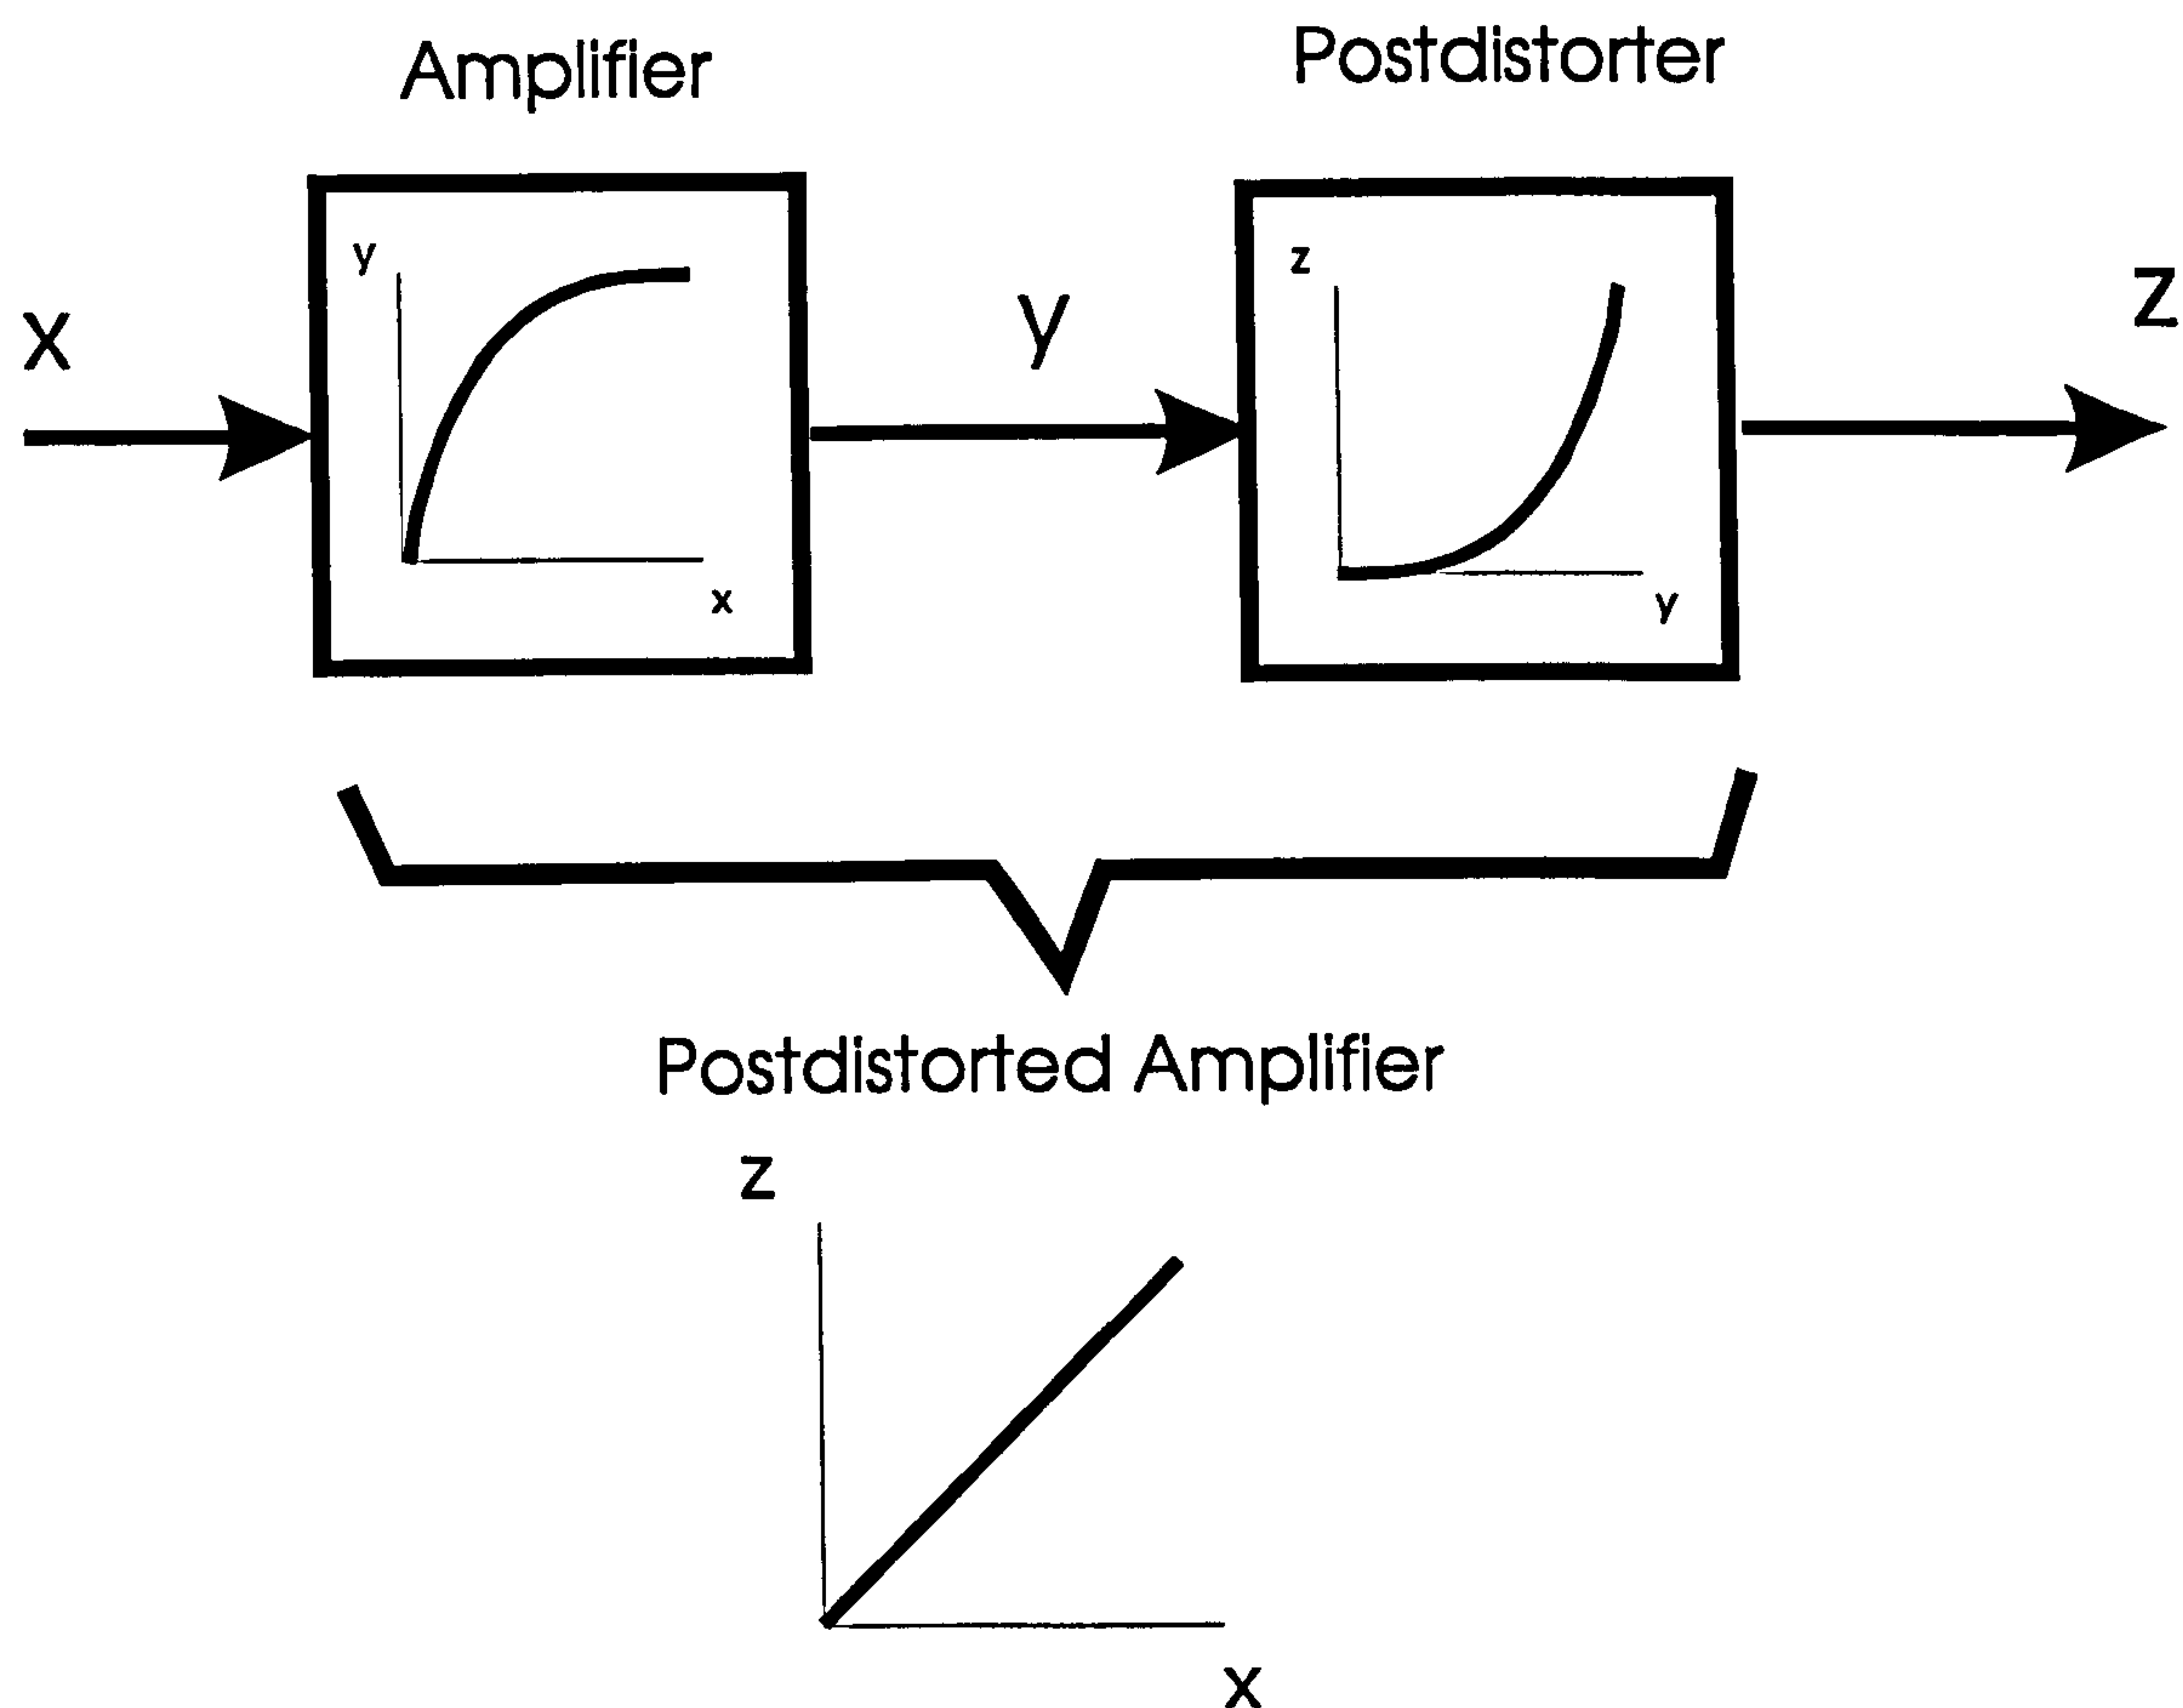 Amplifier
Postdistorter
y
x
x
y
z
y
z
Postdistorted Amplifier
z
x